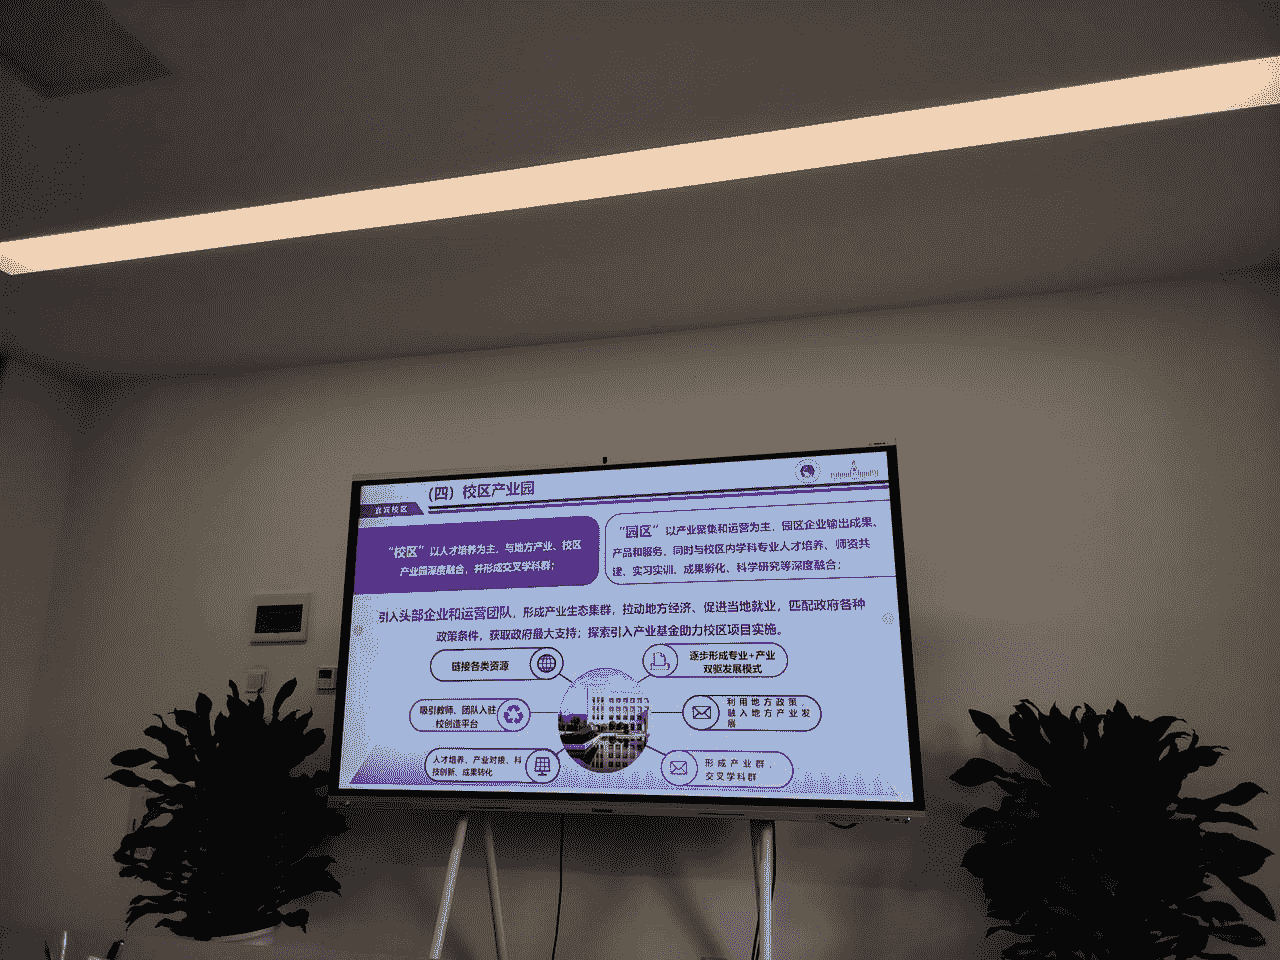 （四）校区产业园
宜宾校区
“校区”以人才培养为主，与地方产业、校区
产业园深度融合，并形成交叉学科群；
“园区”以产业聚集和运营为主，园区企业输出成果、
产品和服务，同时与校区内学科专业人才培养、师资共
建、实习实训、成果孵化、科学研究等深度融合；
引入头部企业和运营团队，形成产业生态集群，拉动地方经济、促进当地就业，匹配政府各种
政策条件，获取政府最大支持；探索引入产业基金助力校区项目实施。
链接各类资源
吸引教师、团队入驻
校创造平台
人才培养、产业对接、科
技创新、成果转化
逐步形成专业+产业
双驱发展模式
利用地方政策，
融入地方产业发
展
形成产业群，
交叉学科群